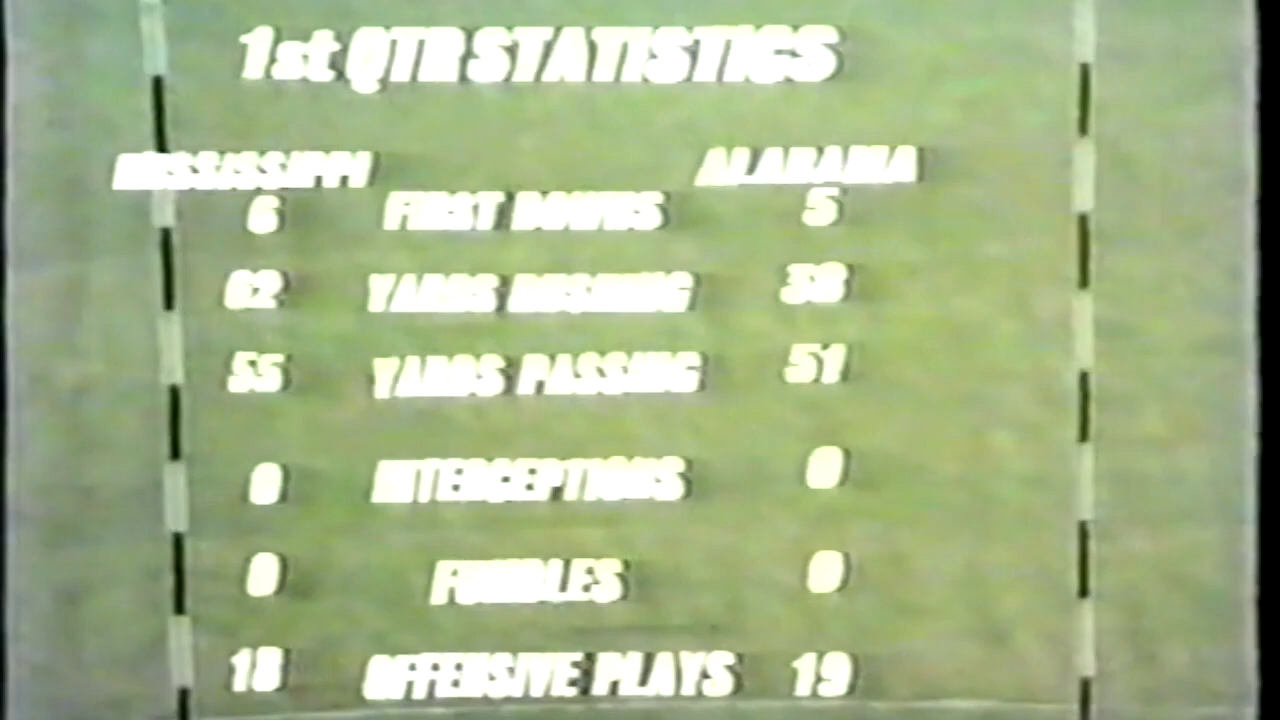 1st QTR STATISTICS
MISSISSIPPI ALABAMA
6 FIRST DOWNS 5
62 YARDS RUSHING 38
55 YARDS PASSING 51
0 INTERCEPTIONS 0
0 FUMBLES 0
18 OFFENSIVE PLAYS 19